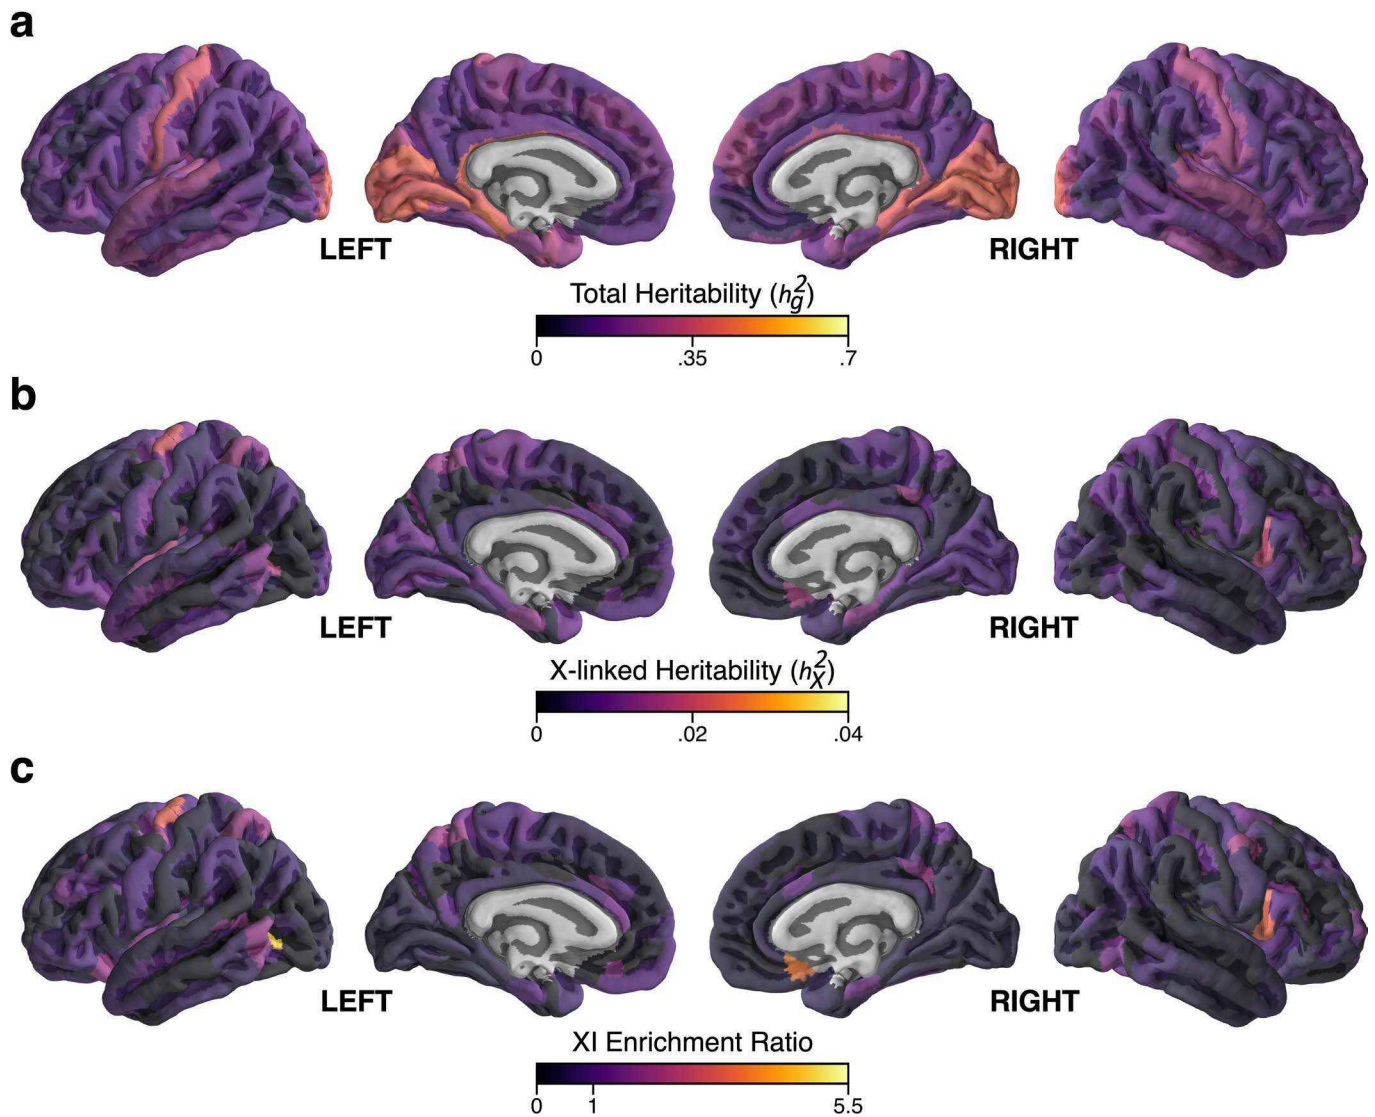 a
LEFT
RIGHT
Total Heritability (h²g)
0
.35
.7
b
LEFT
RIGHT
X-linked Heritability (h²X)
0
.02
.04
c
LEFT
RIGHT
XI Enrichment Ratio
0
1
5.5